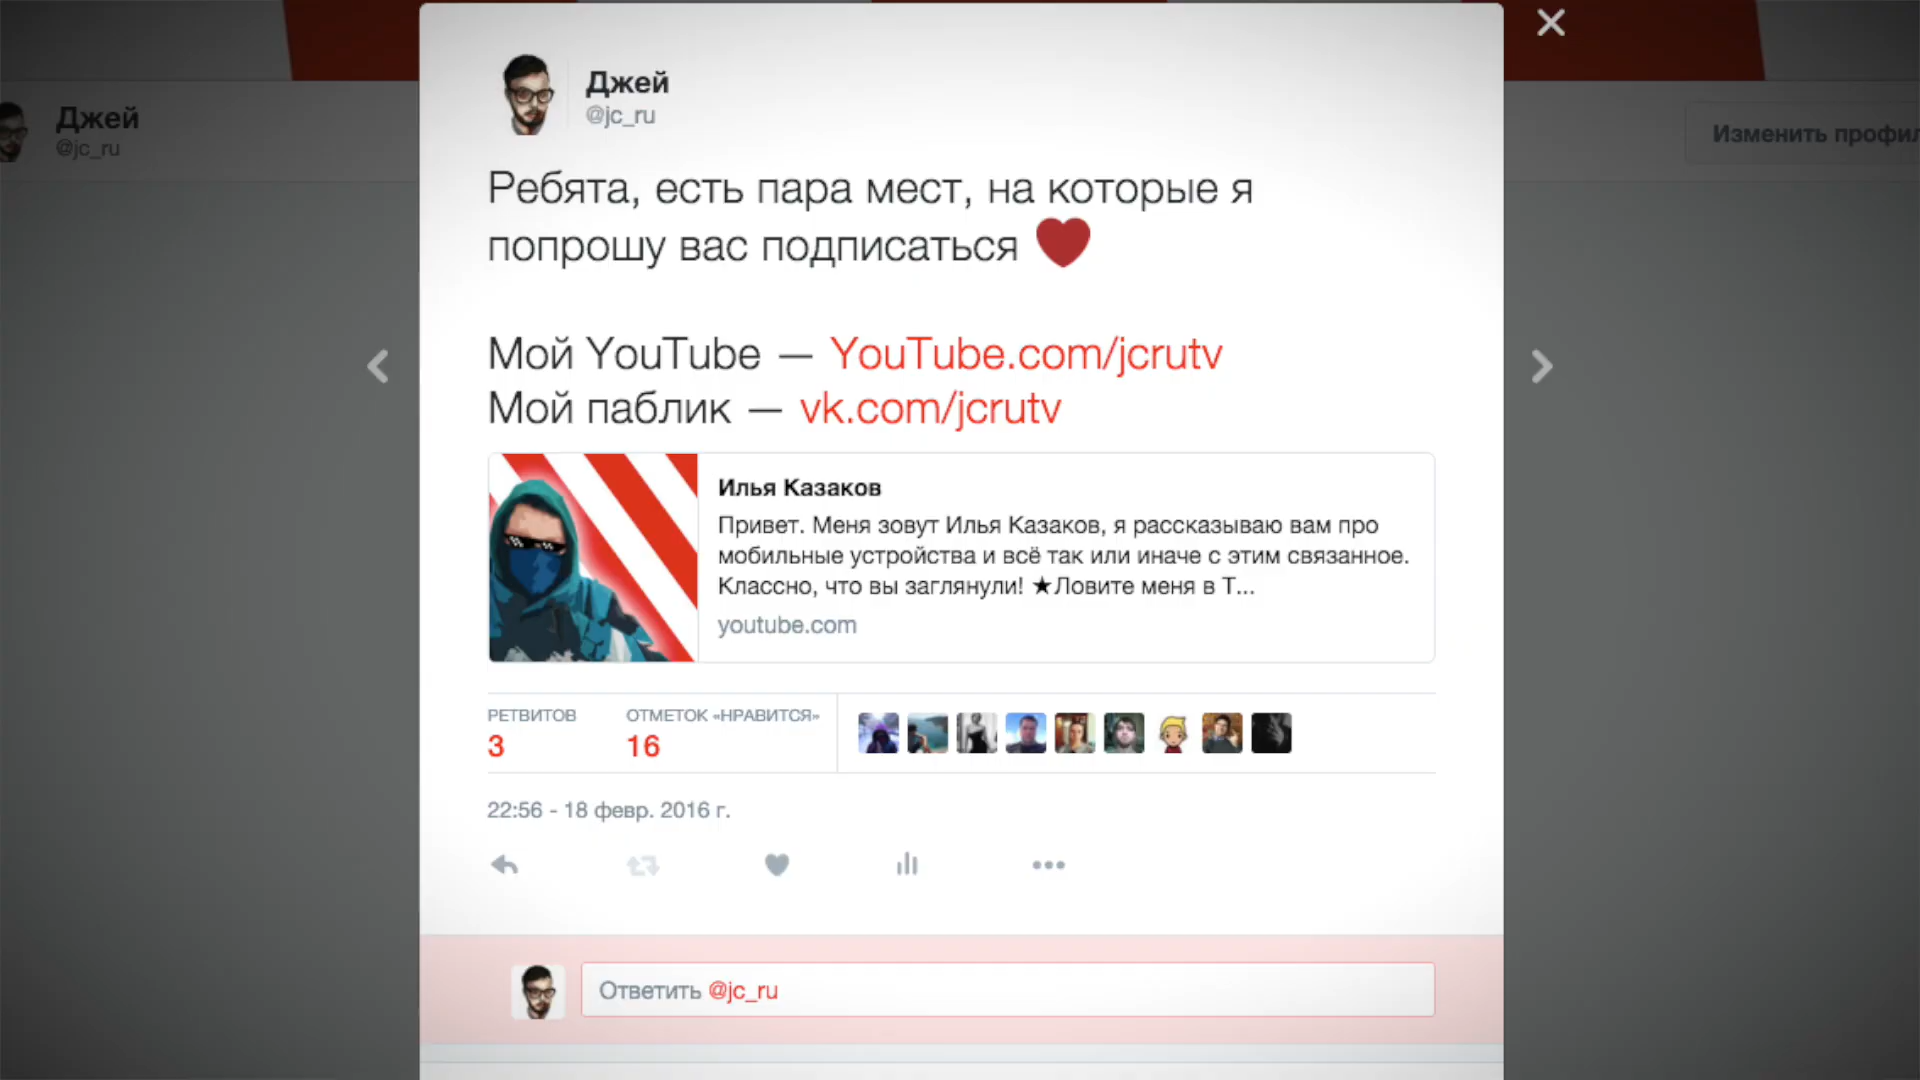 Джей
@jc_ru
Изменить профил
Джей
@jc_ru
Ребята, есть пара мест, на которые я
попрошу вас подписаться
Мой YouTube — YouTube.com/jcrutv
Мой паблик — vk.com/jcrutv
Илья Казаков
Привет. Меня зовут Илья Казаков, я рассказываю вам про
мобильные устройства и всё так или иначе с этим связанное.
Классно, что вы заглянули! ★Ловите меня в Т...
youtube.com
РЕТВИТОВ
3
ОТМЕТОК «НРАВИТСЯ»
16
22:56 - 18 февр. 2016 г.
Ответить @jc_ru